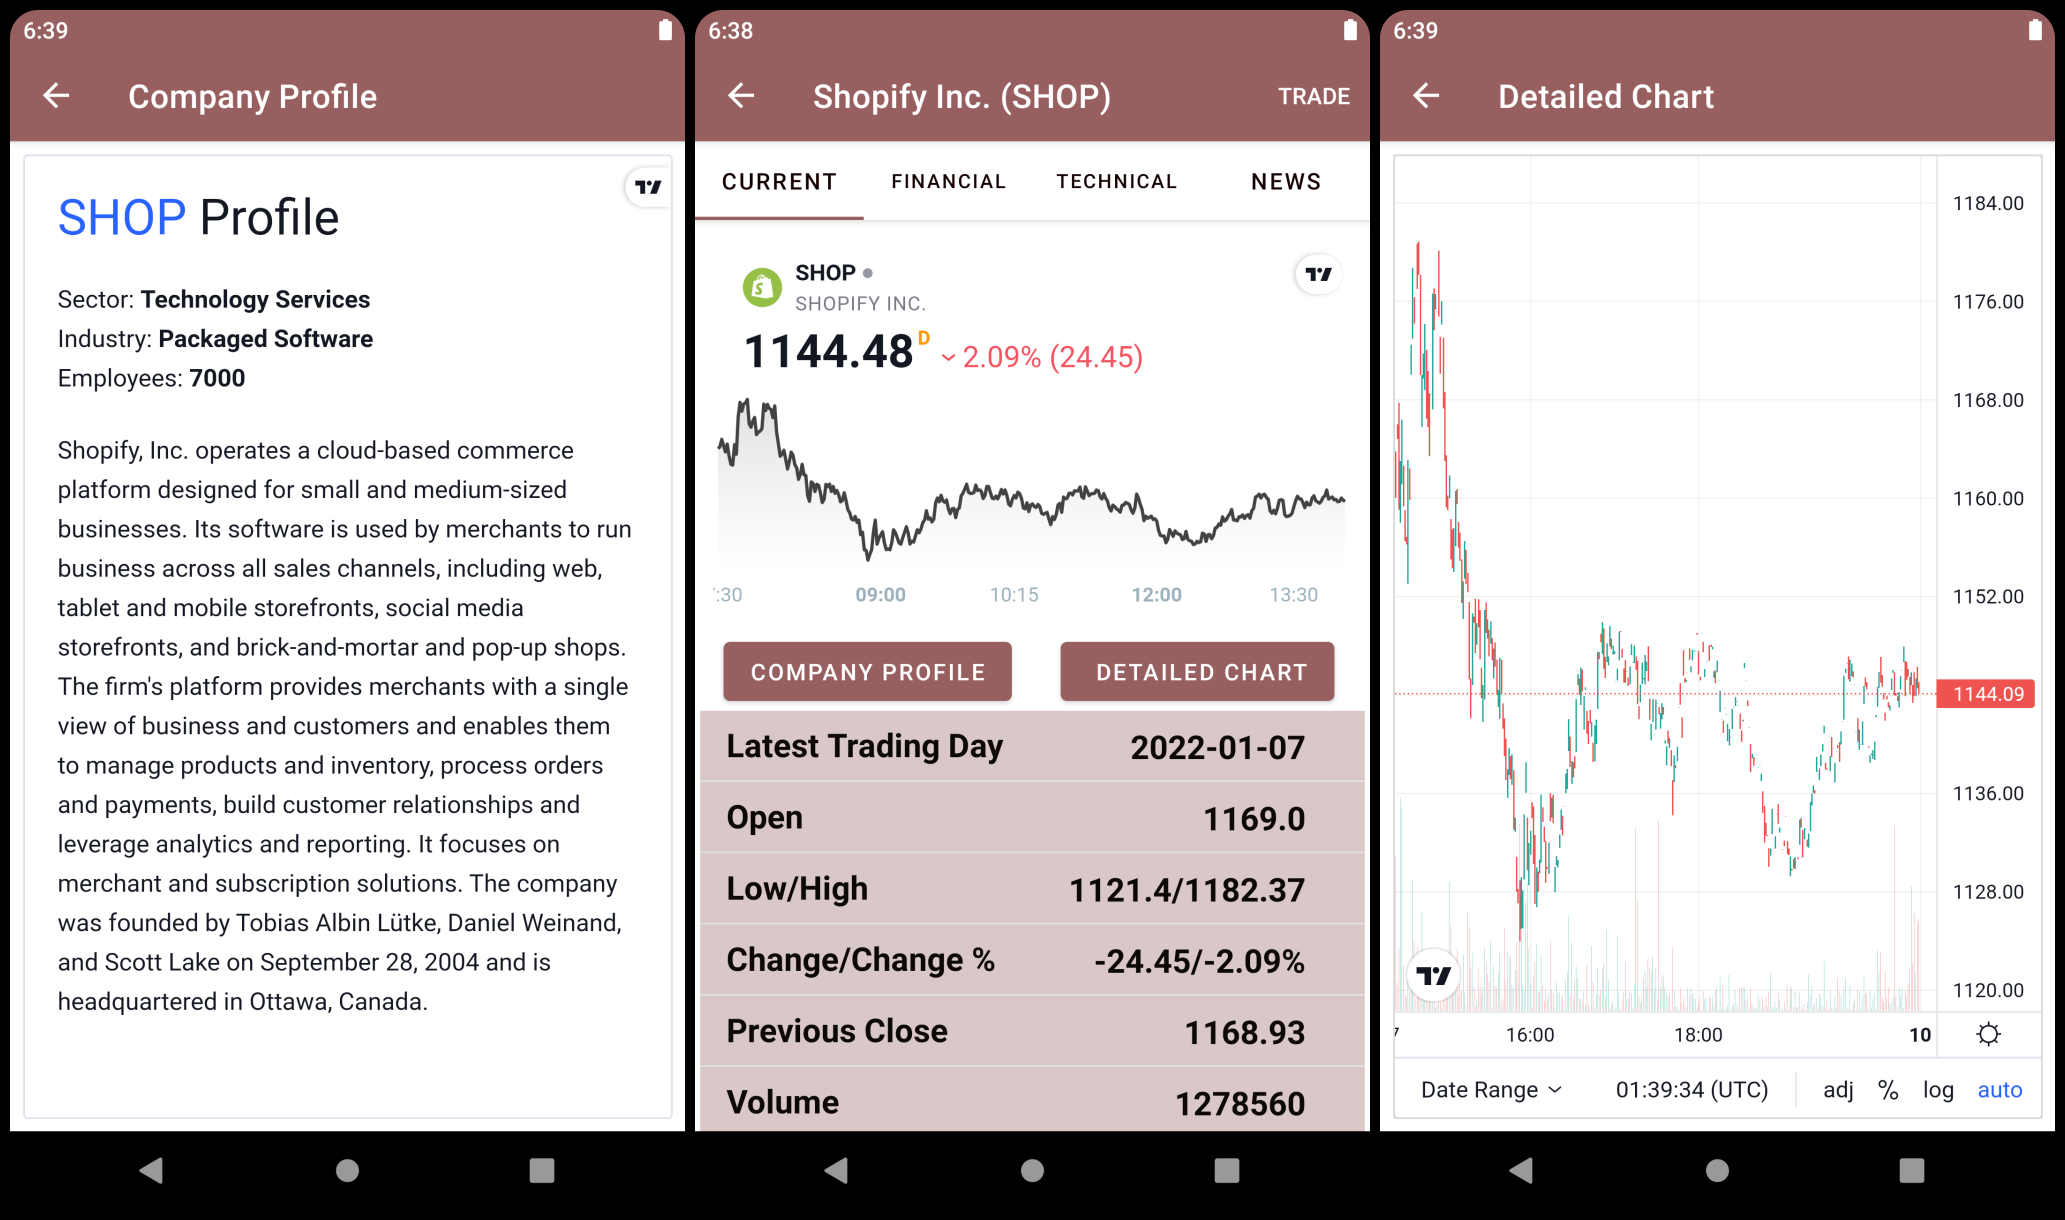 6:39
Company Profile
SHOP Profile
Sector: Technology Services
Industry: Packaged Software
Employees: 7000
Shopify, Inc. operates a cloud-based commerce
platform designed for small and medium-sized
businesses. Its software is used by merchants to run
business across all sales channels, including web,
tablet and mobile storefronts, social media
storefronts, and brick-and-mortar and pop-up shops.
The firm's platform provides merchants with a single
view of business and customers and enables them
to manage products and inventory, process orders
and payments, build customer relationships and
leverage analytics and reporting. It focuses on
merchant and subscription solutions. The company
was founded by Tobias Albin Lütke, Daniel Weinand,
and Scott Lake on September 28, 2004 and is
headquartered in Ottawa, Canada.
6:38
Shopify Inc. (SHOP) TRADE
CURRENT FINANCIAL TECHNICAL NEWS
SHOP
SHOPIFY INC.
1144.48 D 2.09% (24.45)
:30 09:00 10:15 12:00 13:30
COMPANY PROFILE DETAILED CHART
Latest Trading Day 2022-01-07
Open 1169.0
Low/High 1121.4/1182.37
Change/Change % -24.45/-2.09%
Previous Close 1168.93
Volume 1278560
6:39
Detailed Chart
1184.00
1176.00
1168.00
1160.00
1152.00
1144.09
1136.00
1128.00
1120.00
7 16:00 18:00 10
Date Range 01:39:34 (UTC) adj % log auto